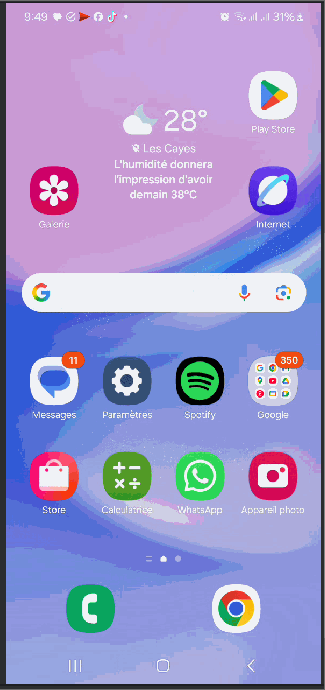 9:49
31%
28°
Play Store
Les Cayes
L'humidité donnera
l'impression d'avoir
demain 38°C
Galerie
Internet
11
350
Messages
Paramètres
Spotify
Google
Store
Calculatrice
WhatsApp
Appareil photo